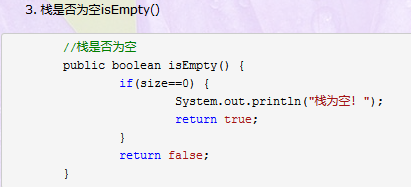 3. 栈是否为空isEmpty()
//栈是否为空
public boolean isEmpty() {
if(size==0) {
System.out.println("栈为空! ");
return true;
}
return false;
}